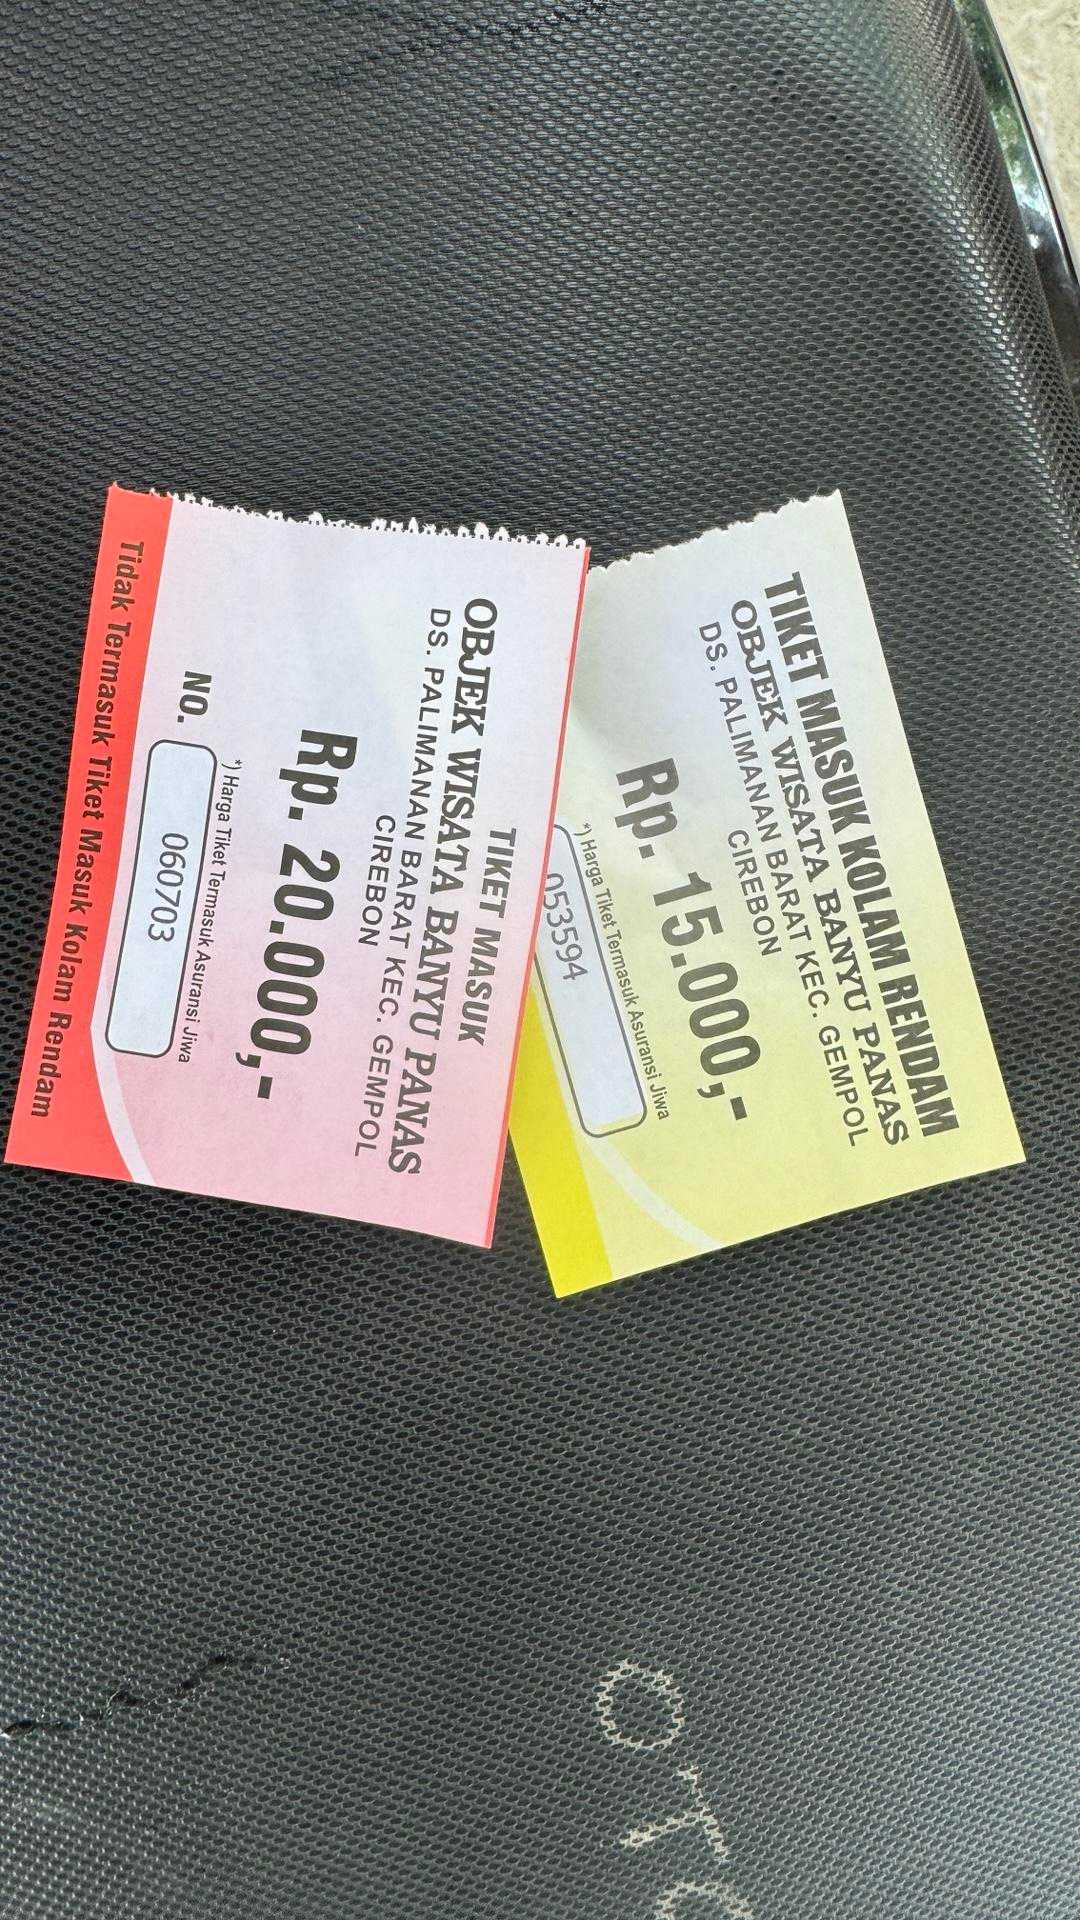 TIKET MASUK
OBJEK WISATA BANYU PANAS
DS. PALIMANAN BARAT KEC. GEMPOL
CIREBON
Rp. 20.000,-
*) Harga Tiket Termasuk Asuransi Jiwa
NO. 060703
Tidak Termasuk Tiket Masuk Kolam Rendam
TIKET MASUK KOLAM RENDAM
OBJEK WISATA BANYU PANAS
DS. PALIMANAN BARAT KEC. GEMPOL
CIREBON
Rp. 15.000,-
*) Harga Tiket Termasuk Asuransi Jiwa
053594